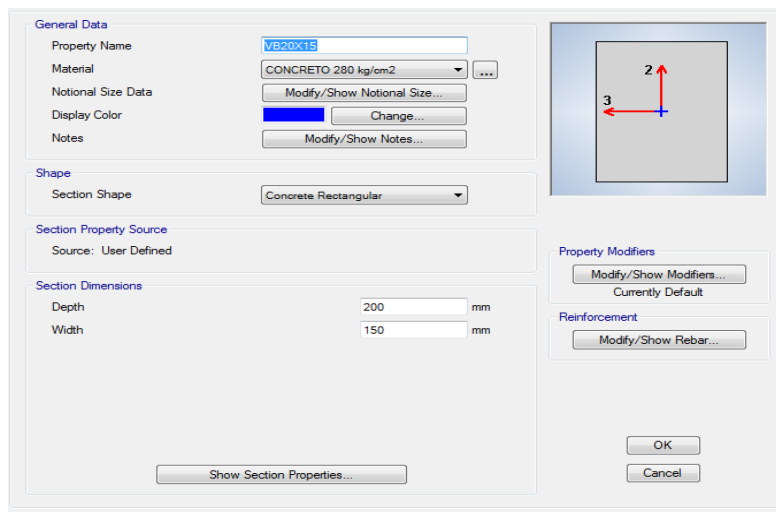 General Data
Property Name VB20X15
Material CONCRETO 280 kg/cm2 ...
Notional Size Data Modify/Show Notional Size...
Display Color Change...
Notes Modify/Show Notes...
Shape
Section Shape Concrete Rectangular
Section Property Source
Source: User Defined
Section Dimensions
Depth 200 mm
Width 150 mm
Show Section Properties...
2
3
Property Modifiers
Modify/Show Modifiers...
Currently Default
Reinforcement
Modify/Show Rebar...
OK
Cancel